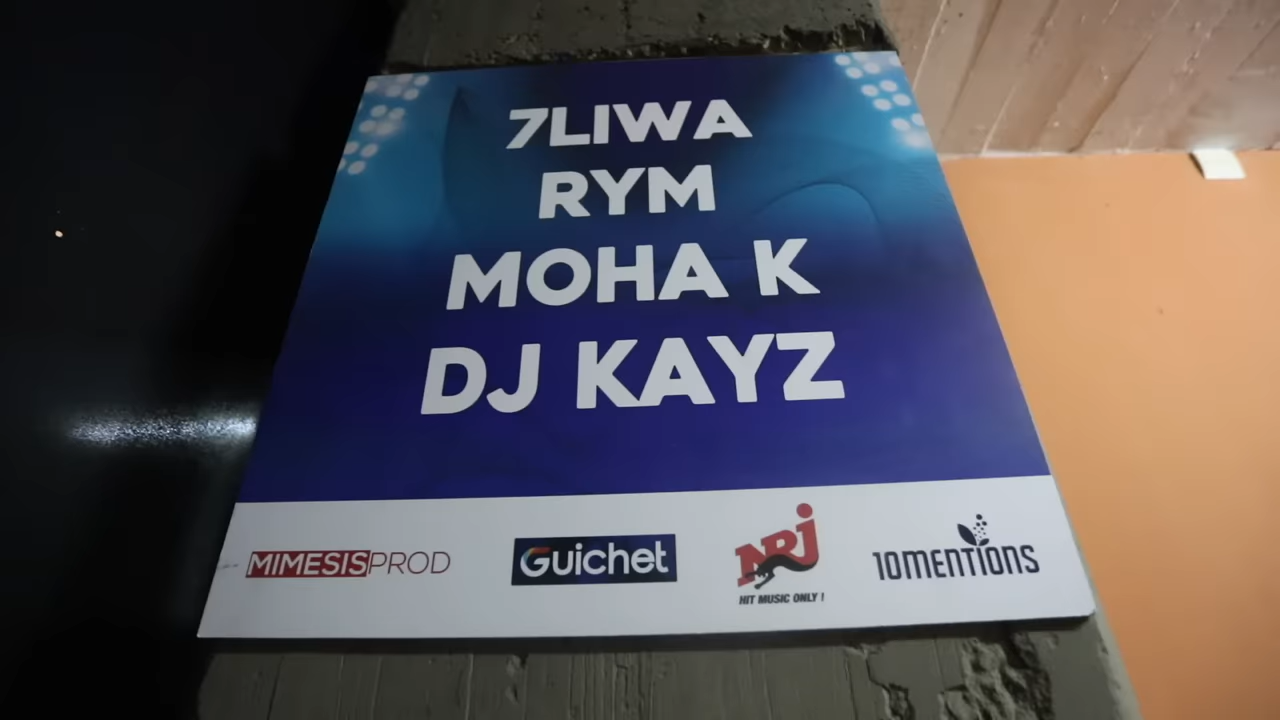 7LIWA
RYM
MOHA K
DJ KAYZ
MIMESISPROD
Guichet
NRJ
HIT MUSIC ONLY !
10MENTIONS